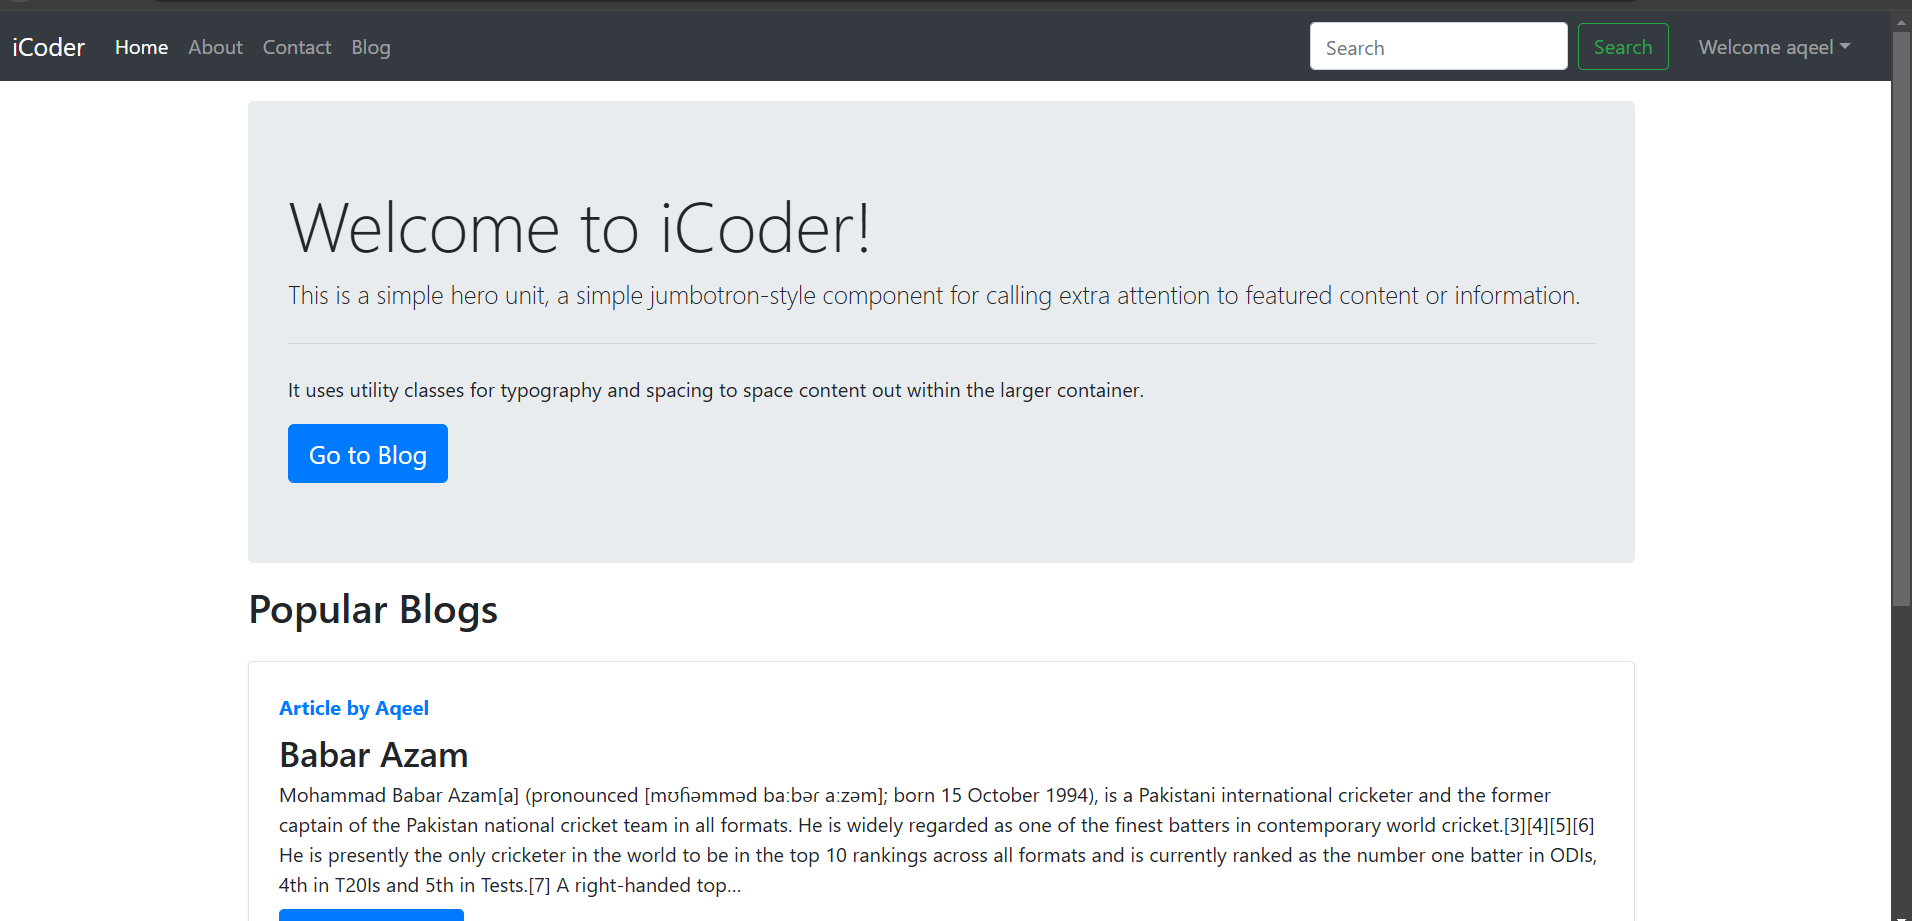 iCoder Home About Contact Blog Search Search Welcome aqeel
Welcome to iCoder!
This is a simple hero unit, a simple jumbotron-style component for calling extra attention to featured content or information.
It uses utility classes for typography and spacing to space content out within the larger container.
Go to Blog
Popular Blogs
Article by Aqeel
Babar Azam
Mohammad Babar Azam[a] (pronounced [mʊɦəmməd baːbəɾ aːzəm]; born 15 October 1994), is a Pakistani international cricketer and the former
captain of the Pakistan national cricket team in all formats. He is widely regarded as one of the finest batters in contemporary world cricket.[3][4][5][6]
He is presently the only cricketer in the world to be in the top 10 rankings across all formats and is currently ranked as the number one batter in ODIs,
4th in T20Is and 5th in Tests.[7] A right-handed top...